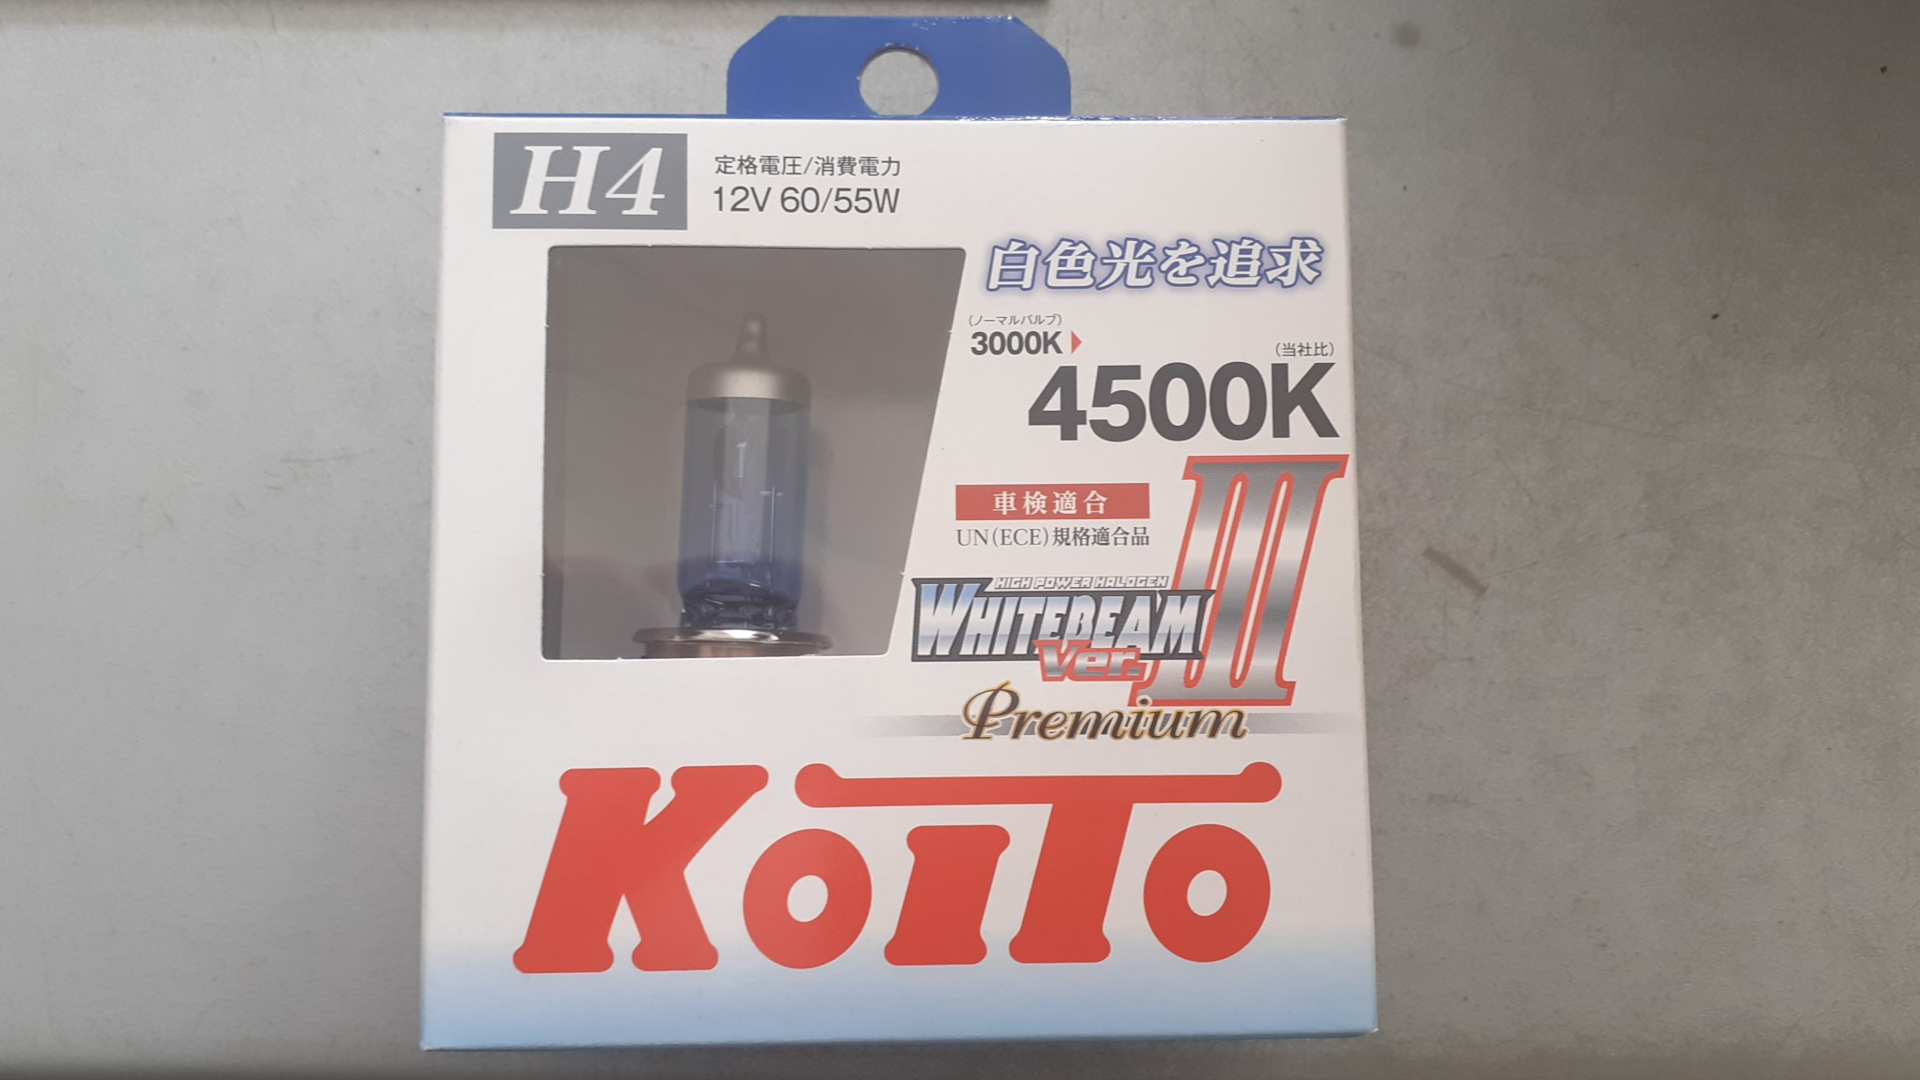 H4
定格電圧/消費電力
12V 60/55W
白色光を追求
(ノーマルバルブ)
3000K
(当社比)
4500K
車検適合
UN(ECE)規格適合品
HIGH POWER HALOGEN
WHITEBEAM
Ver. III
Premium
KOITO